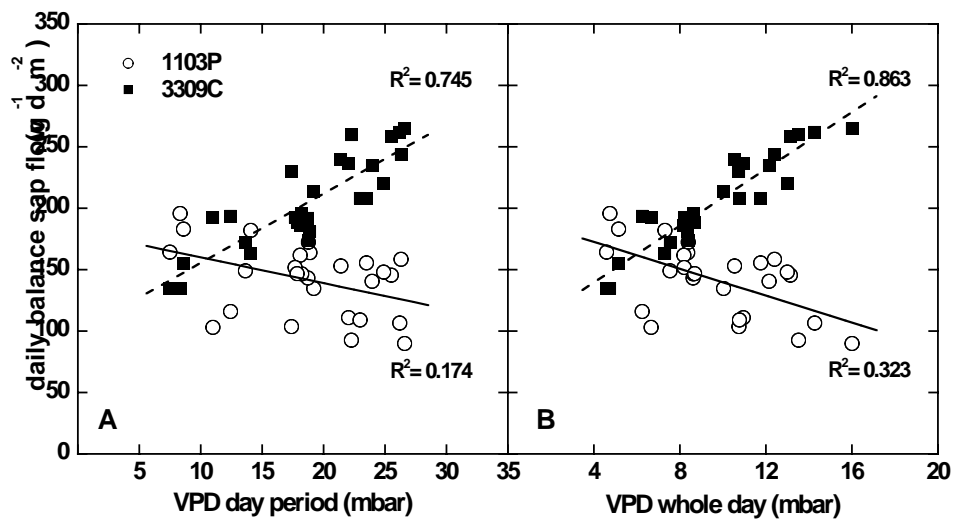 350
300
250
200
150
100
50
0
daily balance sap flow (g⁻¹ d m⁻²)
1103P
3309C
R²= 0.745
R²= 0.174
A
5 10 15 20 25 30 35
VPD day period (mbar)
R²= 0.863
R²= 0.323
B
4 8 12 16 20
VPD whole day (mbar)